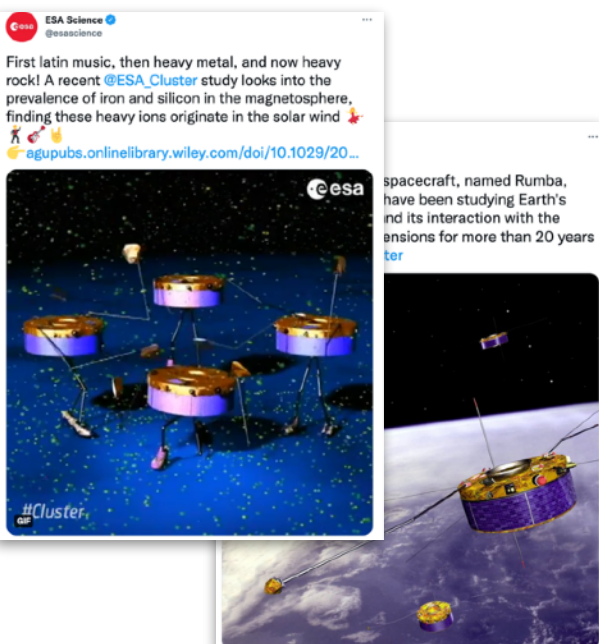 ESA Science
@esascience
First latin music, then heavy metal, and now heavy
rock! A recent @ESA_Cluster study looks into the
prevalence of iron and silicon in the magnetosphere,
finding these heavy ions originate in the solar wind 💃
🕺 🎸 🤘
👉agupubs.onlinelibrary.wiley.com/doi/10.1029/20...
esa
#Cluster
GIF
spacecraft, named Rumba,
have been studying Earth's
and its interaction with the
ensions for more than 20 years
ter